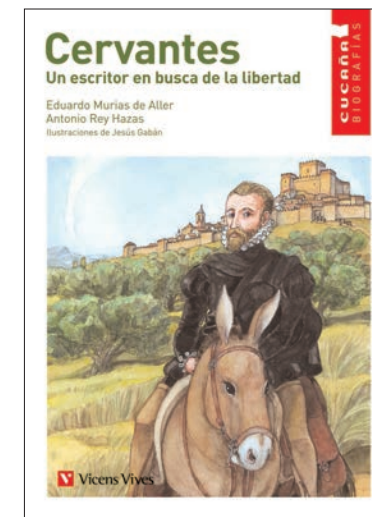 Cervantes
Un escritor en busca de la libertad
Eduardo Murias de Aller
Antonio Rey Hazas
Ilustraciones de Jesús Gabán
CUCAÑA
BIOGRAFÍAS
Vicens Vives